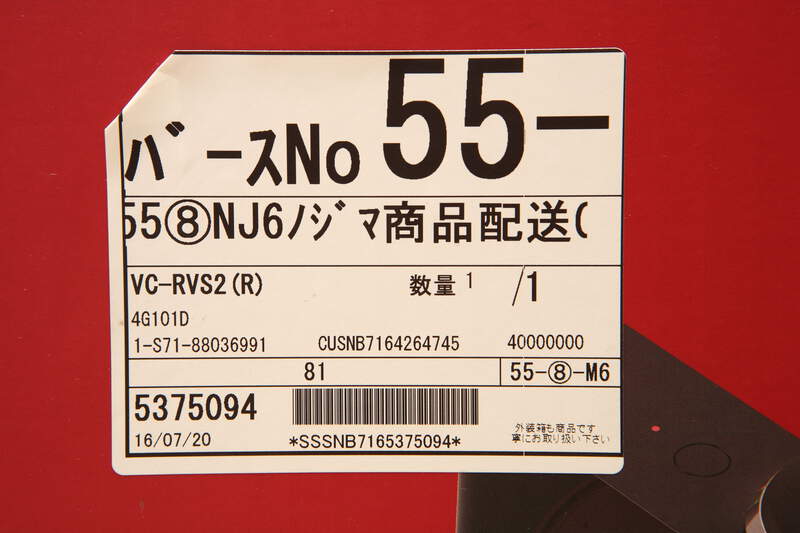 バースNo 55-
55⑧NJ6ノジマ商品配送(
VC-RVS2(R) 数量 1 /1
4G101D
1-S71-88036991 CUSNB7164264745 40000000
81 55-⑧-M6
5375094
16/07/20 *SSSNB7165375094*
外装箱も商品です
寧にお取り扱い下さい